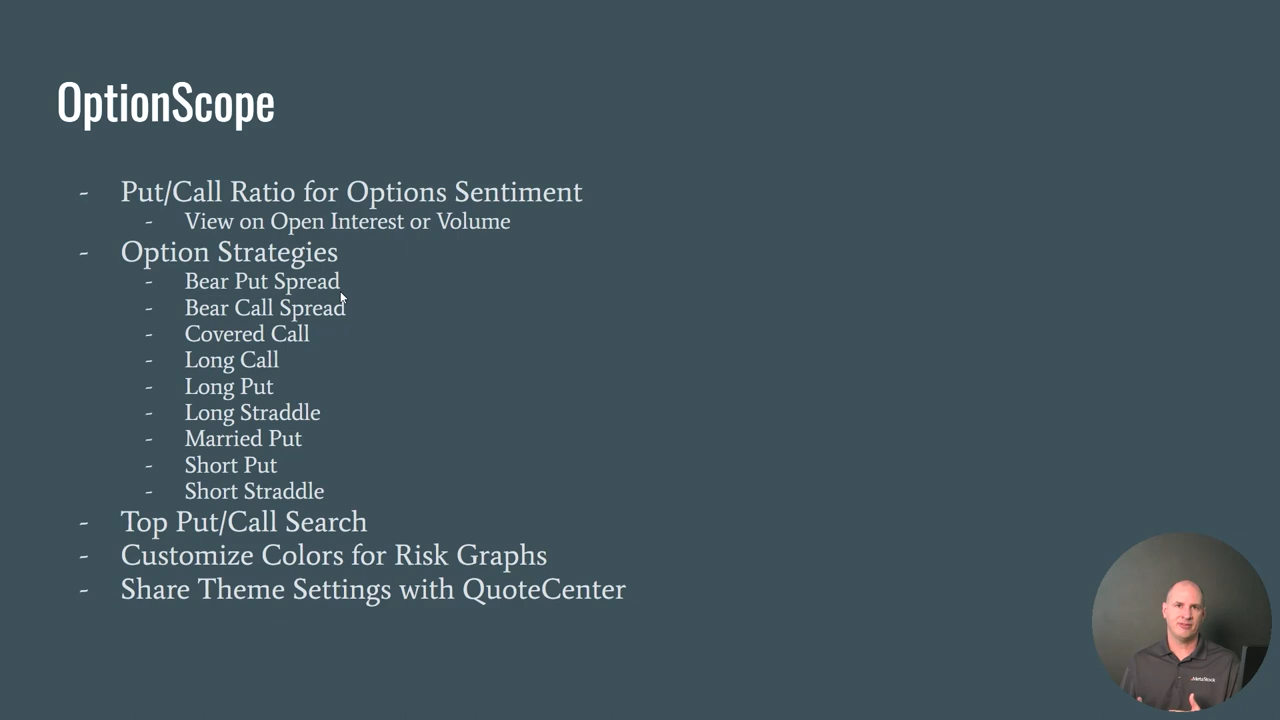 OptionScope
- Put/Call Ratio for Options Sentiment
- View on Open Interest or Volume
- Option Strategies
- Bear Put Spread
- Bear Call Spread
- Covered Call
- Long Call
- Long Put
- Long Straddle
- Married Put
- Short Put
- Short Straddle
- Top Put/Call Search
- Customize Colors for Risk Graphs
- Share Theme Settings with QuoteCenter
MetaStock